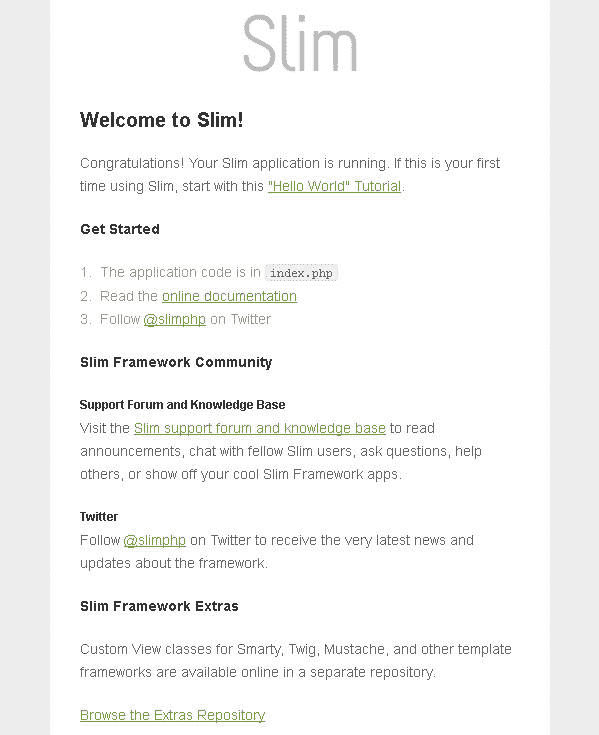 Slim
Welcome to Slim!
Congratulations! Your Slim application is running. If this is your first
time using Slim, start with this "Hello World" Tutorial.
Get Started
1. The application code is in index.php
2. Read the online documentation
3. Follow @slimphp on Twitter
Slim Framework Community
Support Forum and Knowledge Base
Visit the Slim support forum and knowledge base to read
announcements, chat with fellow Slim users, ask questions, help
others, or show off your cool Slim Framework apps.
Twitter
Follow @slimphp on Twitter to receive the very latest news and
updates about the framework.
Slim Framework Extras
Custom View classes for Smarty, Twig, Mustache, and other template
frameworks are available online in a separate repository.
Browse the Extras Repository